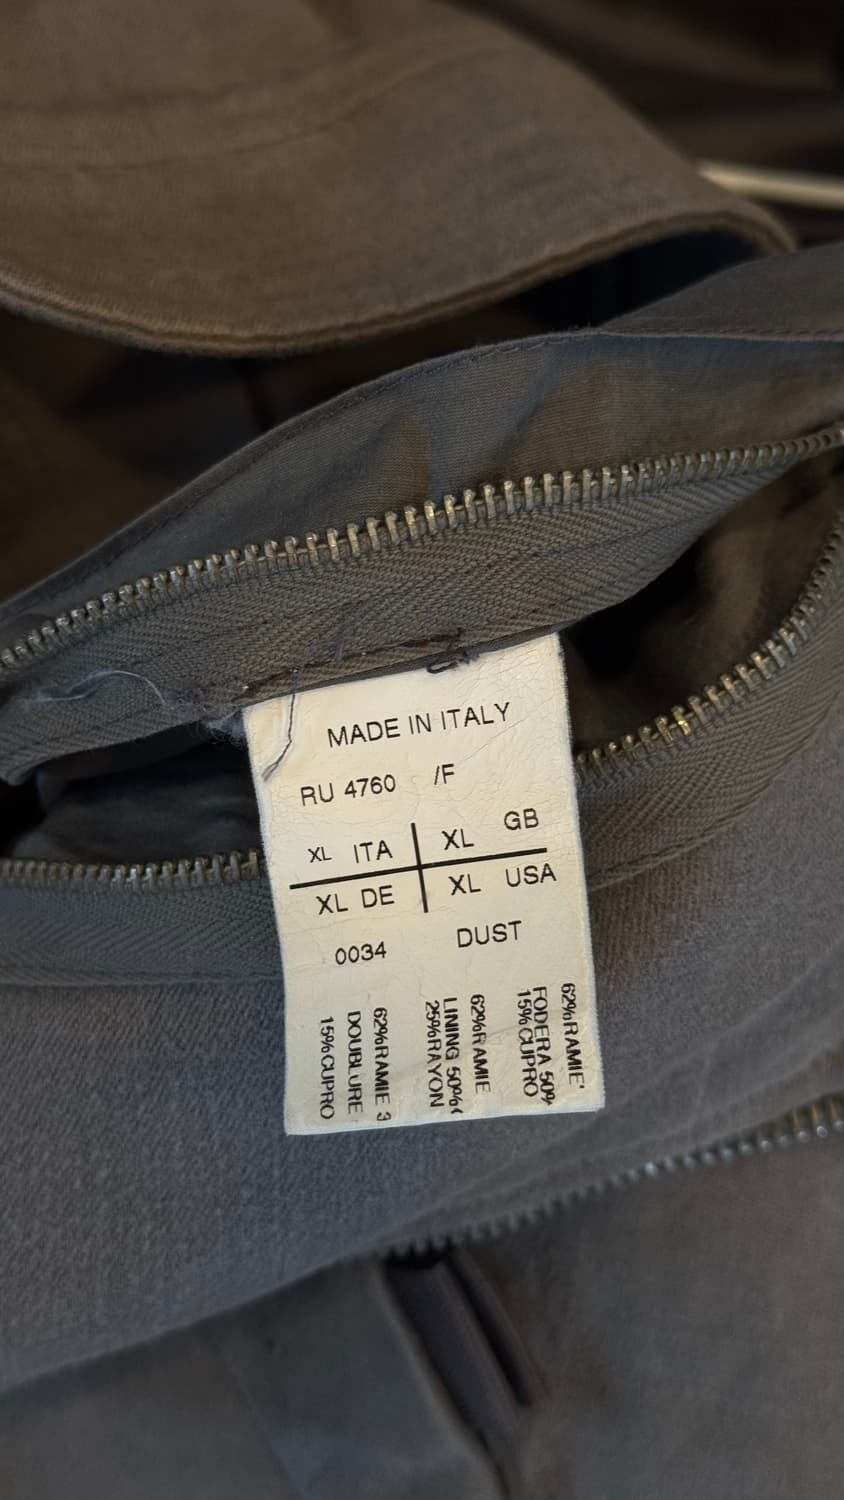 MADE IN ITALY
RU 4760 /F
XL ITA XL GB
XL DE XL USA
0034 DUST
62%RAMIE'
FODERA 50%
15%CUPRO
62%RAMIE
LINING 50%
25%RAYON
62%RAMIE 3
DOUBLURE
15%CUPRO